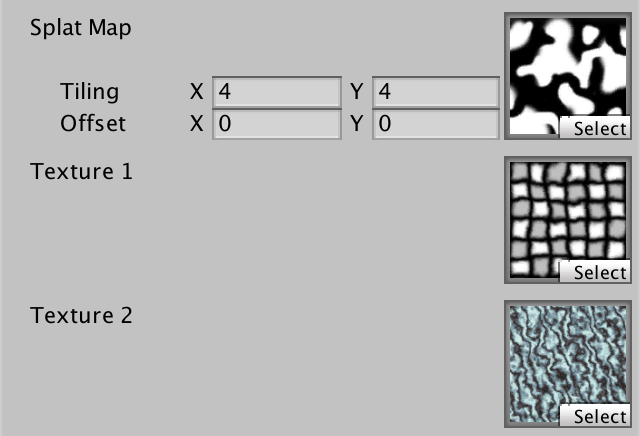 Splat Map
Tiling X 4 Y 4
Offset X 0 Y 0
Select
Texture 1
Select
Texture 2
Select